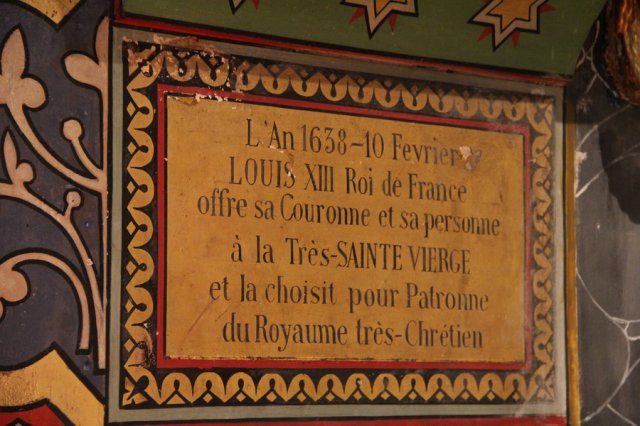 L'An 1638-10 Février
LOUIS XIII Roi de France
offre sa Couronne et sa personne
à la Très-SAINTE VIERGE
et la choisit pour Patronne
du Royaume très-Chrétien